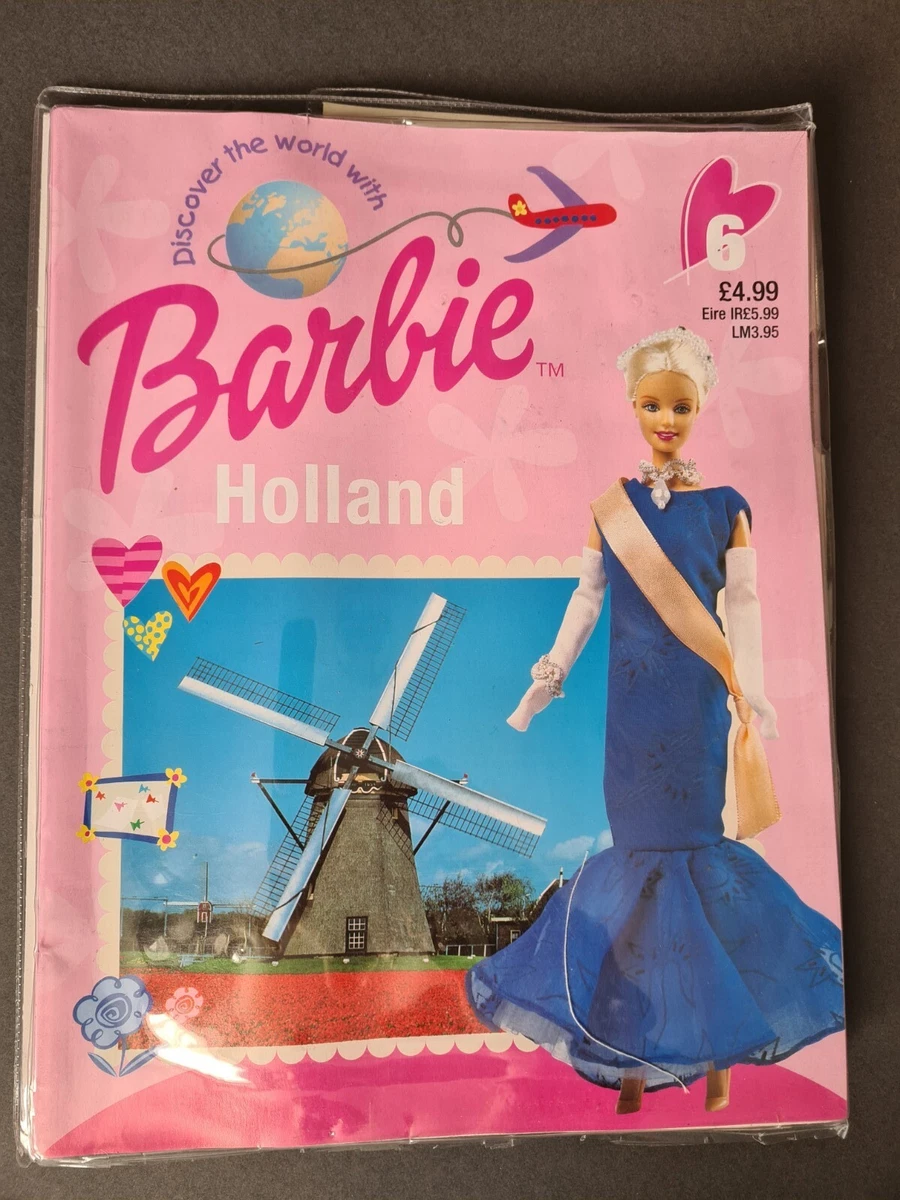 Discover the world with
Barbie™
Holland
6
£4.99
Eire IR£5.99
LM3.95